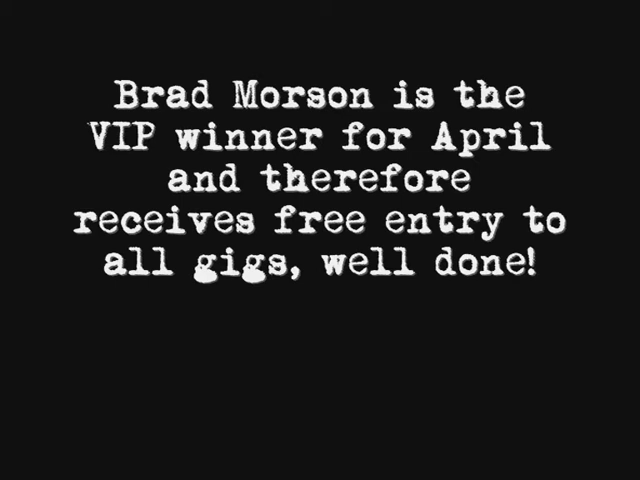 Brad Morson is the
VIP winner for April
and therefore
receives free entry to
all gigs, well done!